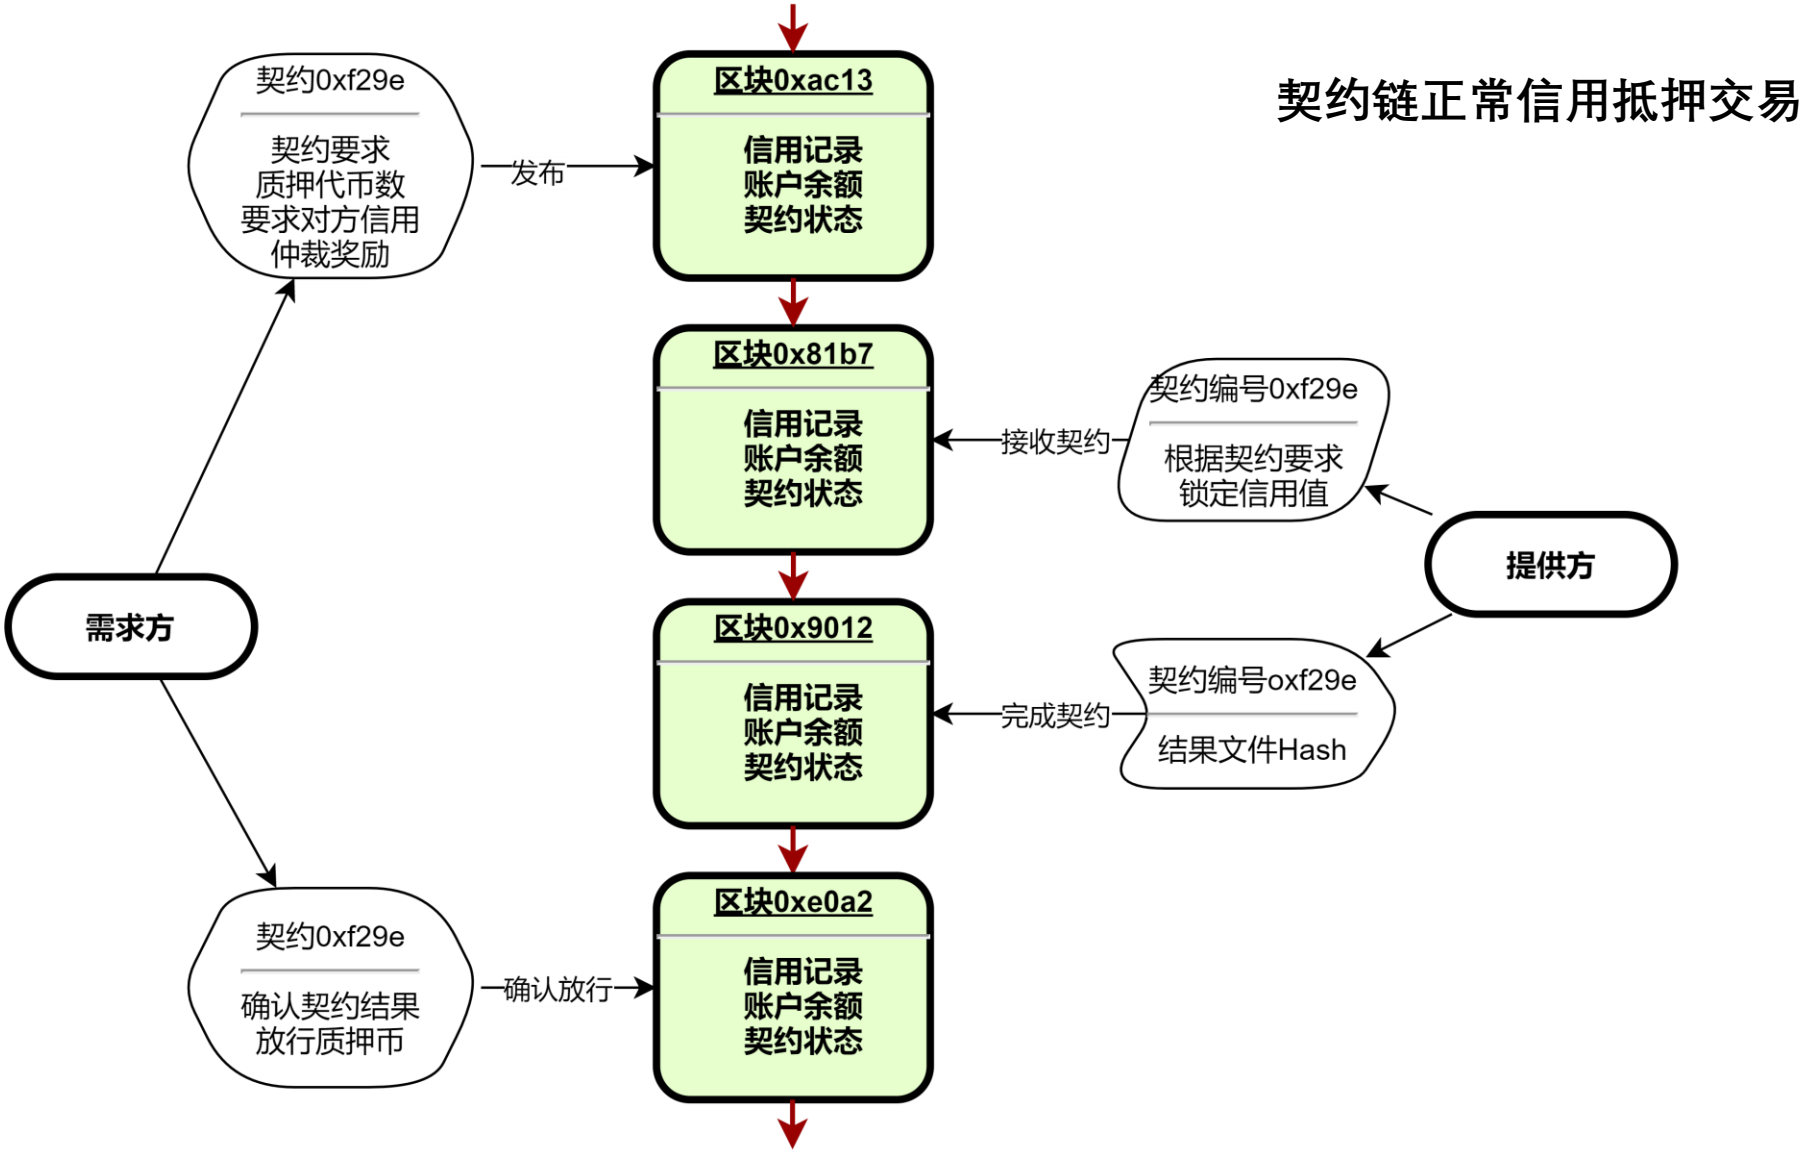 契约链正常信用抵押交易
契约0xf29e
契约要求
质押代币数
要求对方信用
仲裁奖励
发布
区块0xac13
信用记录
账户余额
契约状态
区块0x81b7
信用记录
账户余额
契约状态
接收契约
契约编号0xf29e
根据契约要求
锁定信用值
提供方
需求方
区块0x9012
信用记录
账户余额
契约状态
完成契约
契约编号oxf29e
结果文件Hash
契约0xf29e
确认契约结果
放行质押币
确认放行
区块0xe0a2
信用记录
账户余额
契约状态